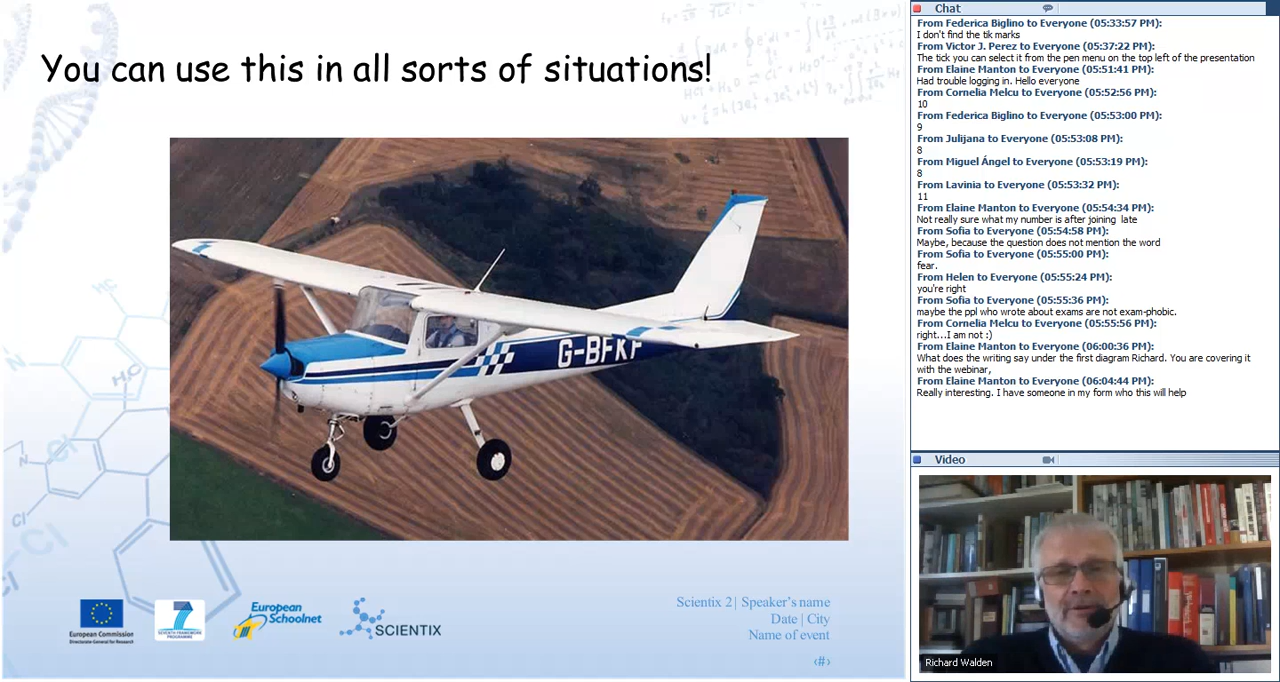 You can use this in all sorts of situations!
G-BFKF
European Commission
Directorate-General for Research
7
SEVENTH FRAMEWORK
PROGRAMME
European
Schoolnet
SCIENTIX
Scientix 2| Speaker's name
Date | City
Name of event
‹#›
Chat
From Federica Biglino to Everyone (05:33:57 PM):
I don't find the tik marks
From Victor J. Perez to Everyone (05:37:22 PM):
The tick you can select it from the pen menu on the top left of the presentation
From Elaine Manton to Everyone (05:51:41 PM):
Had trouble logging in. Hello everyone
From Cornelia Melcu to Everyone (05:52:56 PM):
10
From Federica Biglino to Everyone (05:53:00 PM):
9
From Julijana to Everyone (05:53:08 PM):
8
From Miguel Ángel to Everyone (05:53:19 PM):
8
From Lavinia to Everyone (05:53:32 PM):
11
From Elaine Manton to Everyone (05:54:34 PM):
Not really sure what my number is after joining late
From Sofia to Everyone (05:54:58 PM):
Maybe, because the question does not mention the word
From Sofia to Everyone (05:55:00 PM):
fear.
From Helen to Everyone (05:55:24 PM):
you're right
From Sofia to Everyone (05:55:36 PM):
maybe the ppl who wrote about exams are not exam-phobic.
From Cornelia Melcu to Everyone (05:55:56 PM):
right...I am not :)
From Elaine Manton to Everyone (06:00:36 PM):
What does the writing say under the first diagram Richard. You are covering it
with the webinar,
From Elaine Manton to Everyone (06:04:44 PM):
Really interesting. I have someone in my form who this will help
Video
Richard Walden